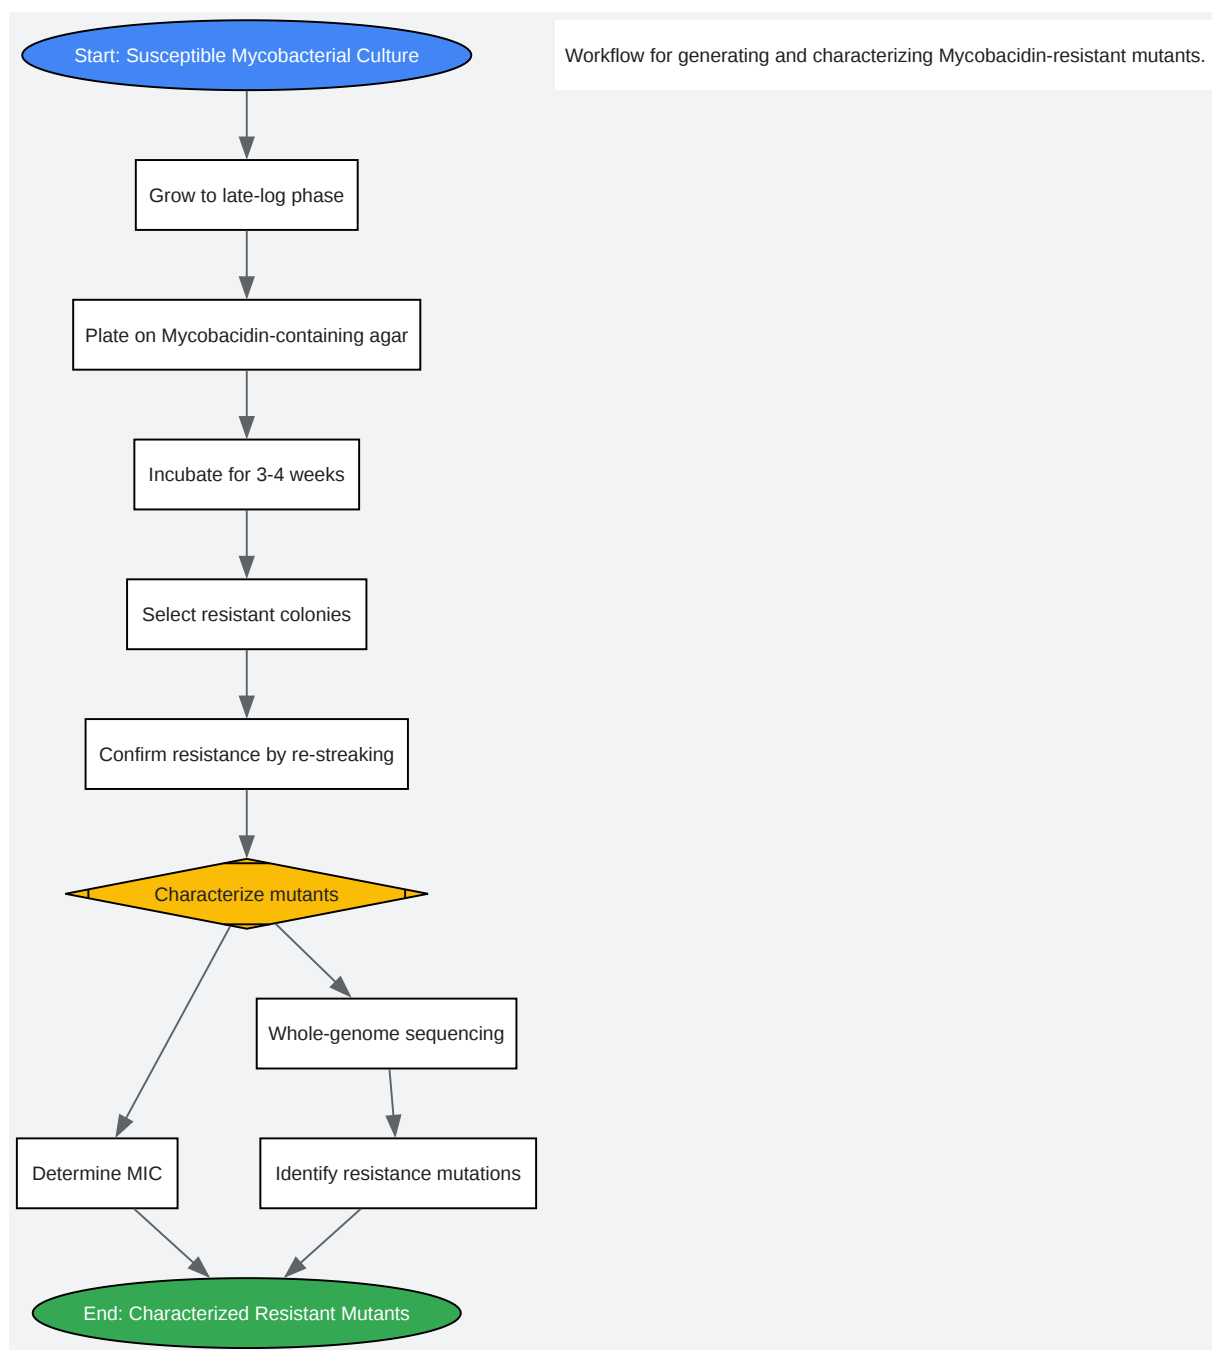 Start: Susceptible Mycobacterial Culture
Workflow for generating and characterizing Mycobacidin-resistant mutants.
Grow to late-log phase
Plate on Mycobacidin-containing agar
Incubate for 3-4 weeks
Select resistant colonies
Confirm resistance by re-streaking
Characterize mutants
Whole-genome sequencing
Determine MIC
Identify resistance mutations
End: Characterized Resistant Mutants